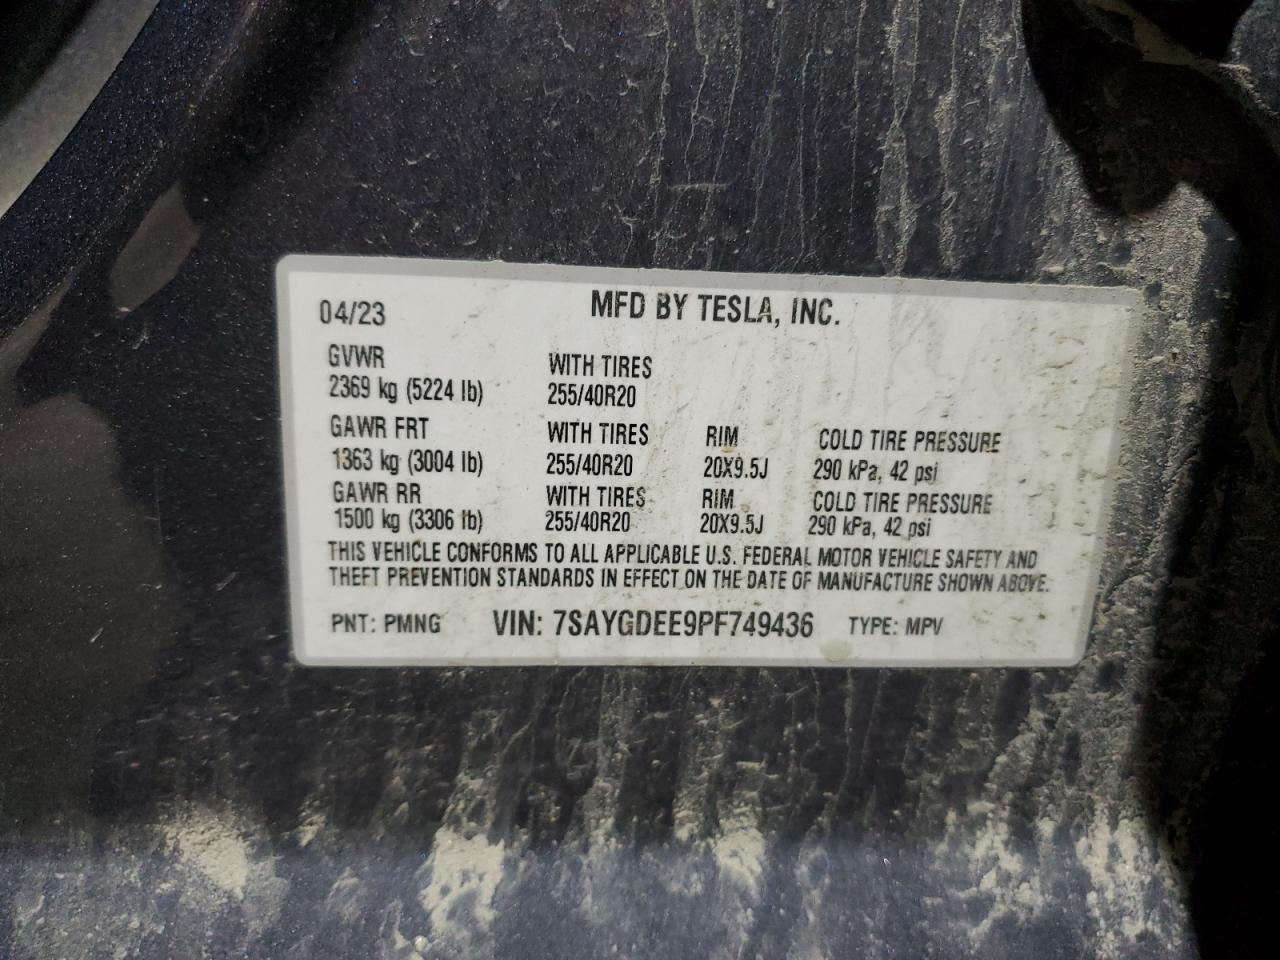 04/23 MFD BY TESLA, INC.
GVWR WITH TIRES
2369 kg (5224 lb) 255/40R20
GAWR FRT WITH TIRES RIM COLD TIRE PRESSURE
1363 kg (3004 lb) 255/40R20 20X9.5J 290 kPa, 42 psi
GAWR RR WITH TIRES RIM COLD TIRE PRESSURE
1500 kg (3306 lb) 255/40R20 20X9.5J 290 kPa, 42 psi
THIS VEHICLE CONFORMS TO ALL APPLICABLE U.S. FEDERAL MOTOR VEHICLE SAFETY AND
THEFT PREVENTION STANDARDS IN EFFECT ON THE DATE OF MANUFACTURE SHOWN ABOVE.
PNT: PMNG VIN: 7SAYGDEE9PF749436 TYPE: MPV